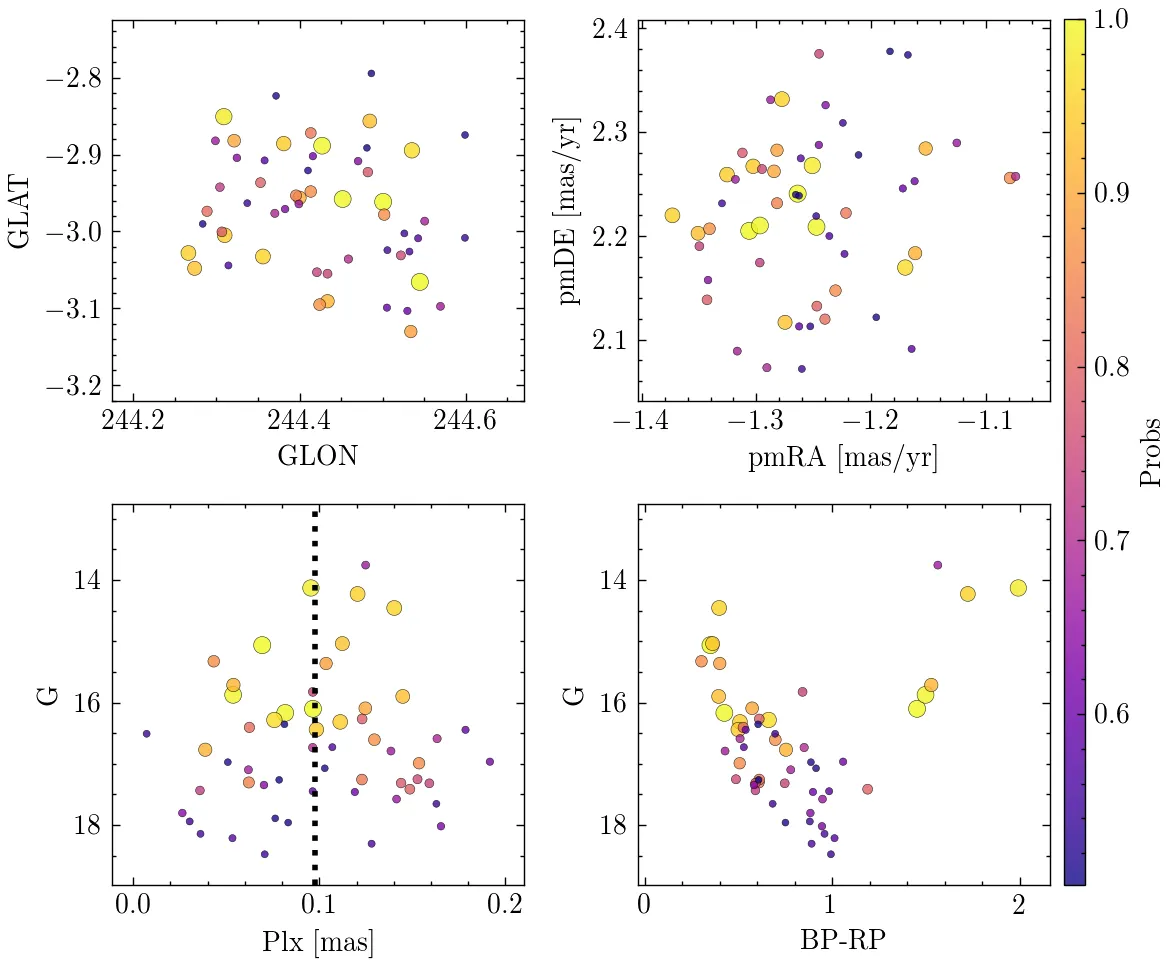 −2.8
−2.9
−3.0
−3.1
−3.2
GLAT
244.2 244.4 244.6
GLON
2.4
2.3
2.2
2.1
pmDE [mas/yr]
−1.4 −1.3 −1.2 −1.1
pmRA [mas/yr]
1.0
0.9
0.8
0.7
0.6
Probs
14
16
18
G
0.0 0.1 0.2
Plx [mas]
14
16
18
G
0 1 2
BP-RP